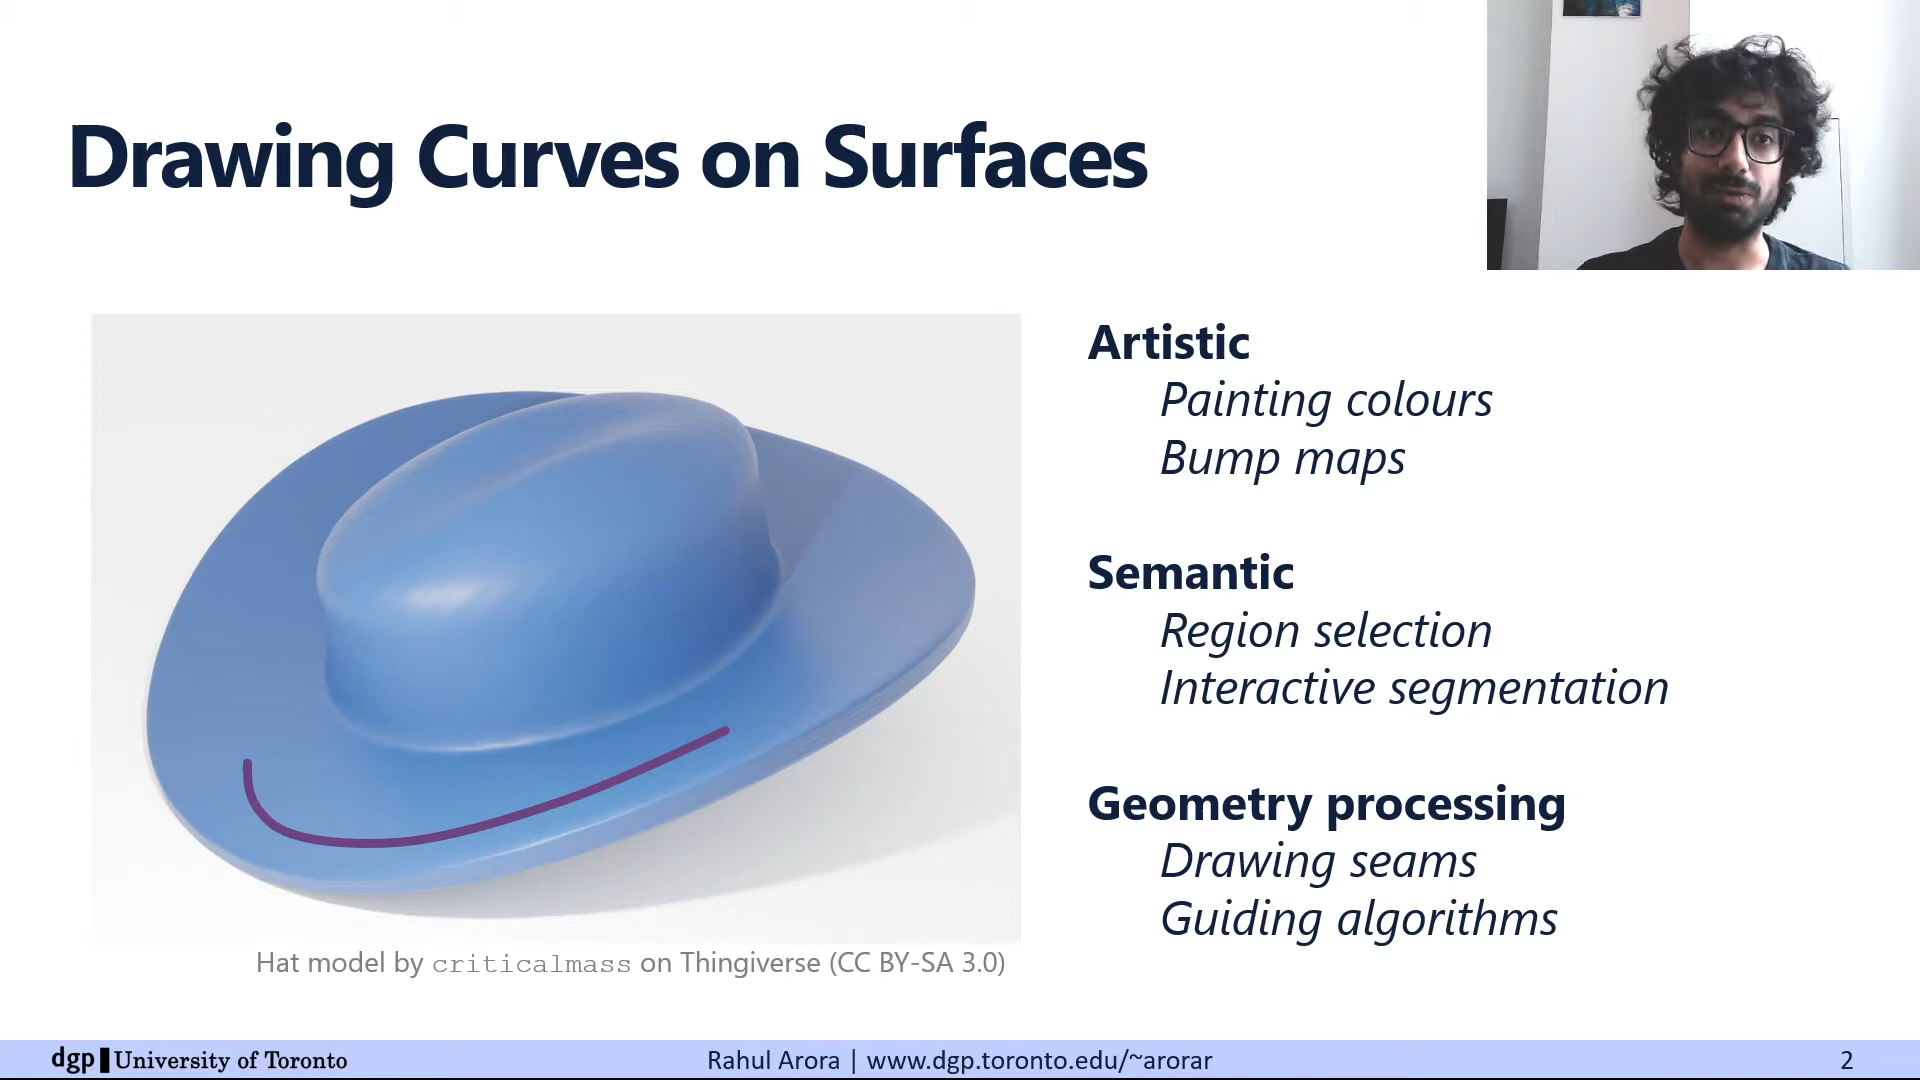 Drawing Curves on Surfaces
Artistic
Painting colours
Bump maps
Semantic
Region selection
Interactive segmentation
Geometry processing
Drawing seams
Guiding algorithms
Hat model by criticalmass on Thingiverse (CC BY-SA 3.0)
dgp University of Toronto
Rahul Arora | www.dgp.toronto.edu/~arorar
2